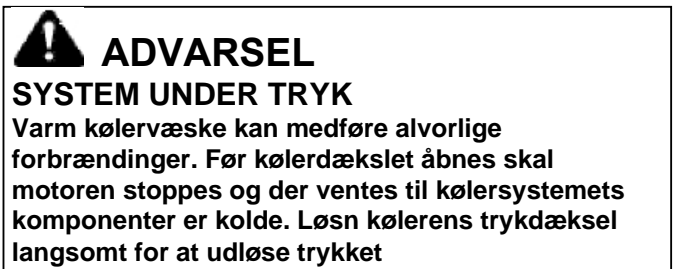 ADVARSEL
SYSTEM UNDER TRYK
Varm kølervæske kan medføre alvorlige
forbrændinger. Før kølerdækslet åbnes skal
motoren stoppes og der ventes til kølersystemets
komponenter er kolde. Løsn kølerens trykdæksel
langsomt for at udløse trykket